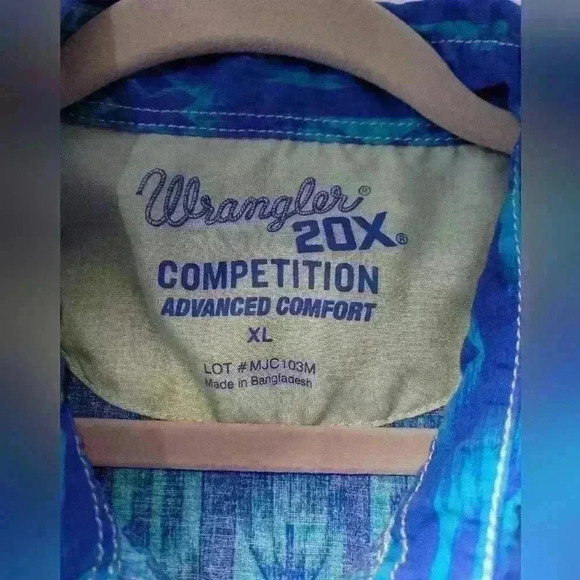 Wrangler®
20X®
COMPETITION
ADVANCED COMFORT
XL
LOT #MJC103M
Made in Bangladesh